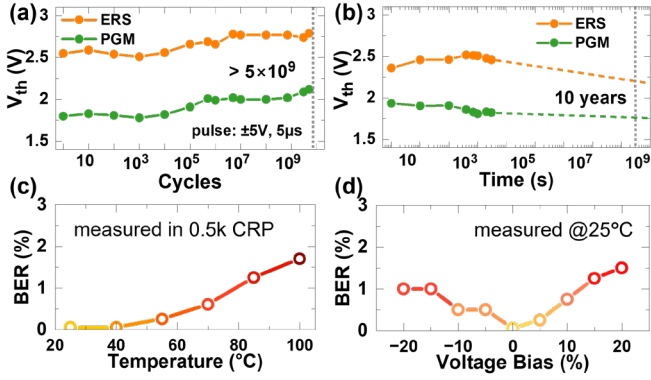 (a)
ERS
PGM
3
2.5
2
1.5
V_th (V)
> 5×10⁹
pulse: ±5V, 5μs
10 10³ 10⁵ 10⁷ 10⁹
Cycles
(b)
ERS
PGM
3
2.5
2
1.5
V_th (V)
10 years
10 10³ 10⁵ 10⁷ 10⁹
Time (s)
(c)
measured in 0.5k CRP
3
2
1
0
BER (%)
20 40 60 80 100
Temperature (°C)
(d)
measured @25°C
3
2
1
0
BER (%)
−20 −10 0 10 20
Voltage Bias (%)